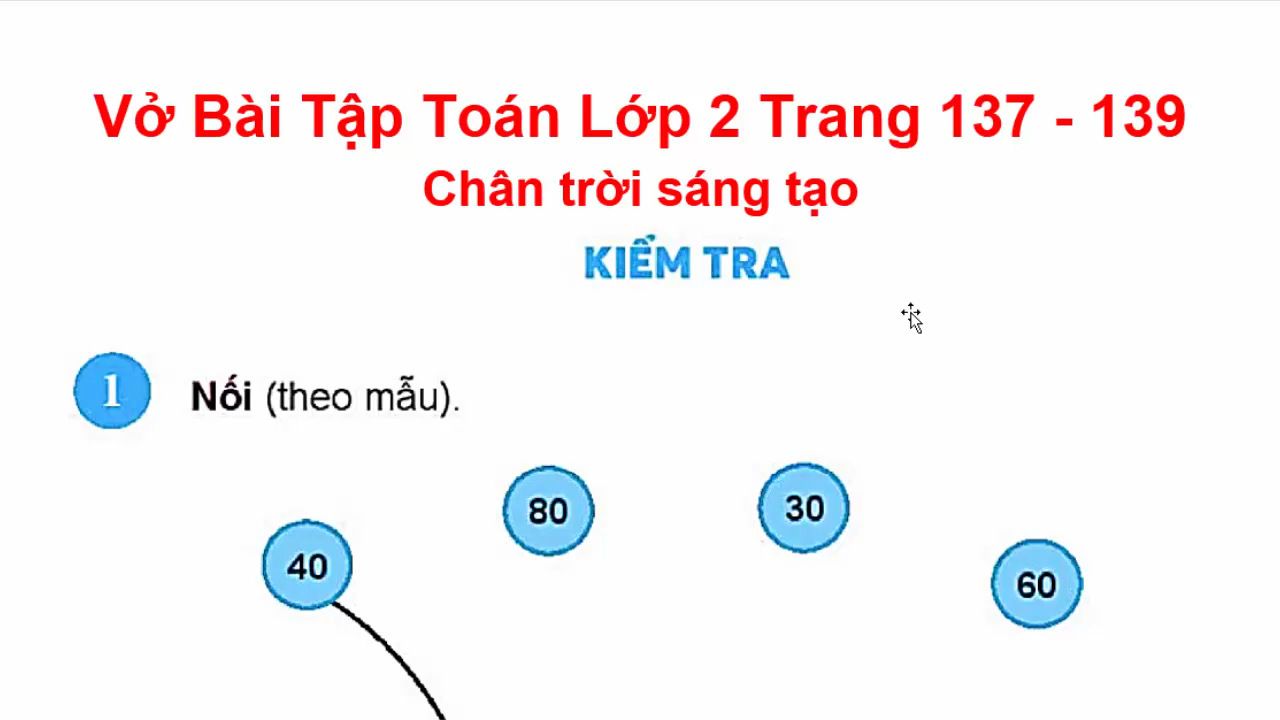 Vở Bài Tập Toán Lớp 2 Trang 137 - 139
Chân trời sáng tạo
KIỂM TRA
1 Nối (theo mẫu).
80 30
40 60